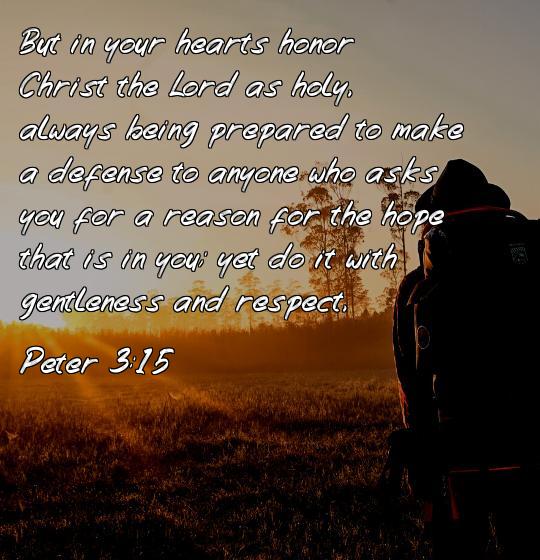 But in your hearts honor
Christ the Lord as holy,
always being prepared to make
a defense to anyone who asks
you for a reason for the hope
that is in you; yet do it with
gentleness and respect,
Peter 3:15